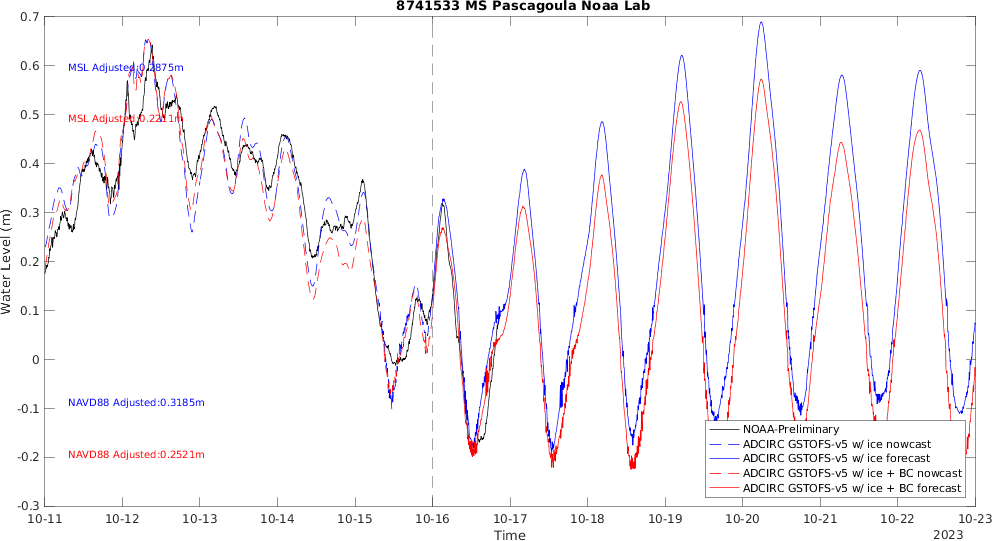 8741533 MS Pascagoula Noaa Lab
0.7
0.6
0.5
0.4
0.3
0.2
0.1
0
-0.1
-0.2
-0.3
Water Level (m)
MSL Adjusted:0.2875m
MSL Adjusted:0.2211m
NAVD88 Adjusted:0.3185m
NAVD88 Adjusted:0.2521m
NOAA-Preliminary
ADCIRC GSTOFS-v5 w/ ice nowcast
ADCIRC GSTOFS-v5 w/ ice forecast
ADCIRC GSTOFS-v5 w/ ice + BC nowcast
ADCIRC GSTOFS-v5 w/ ice + BC forecast
10-11 10-12 10-13 10-14 10-15 10-16 10-17 10-18 10-19 10-20 10-21 10-22 10-23
Time
2023